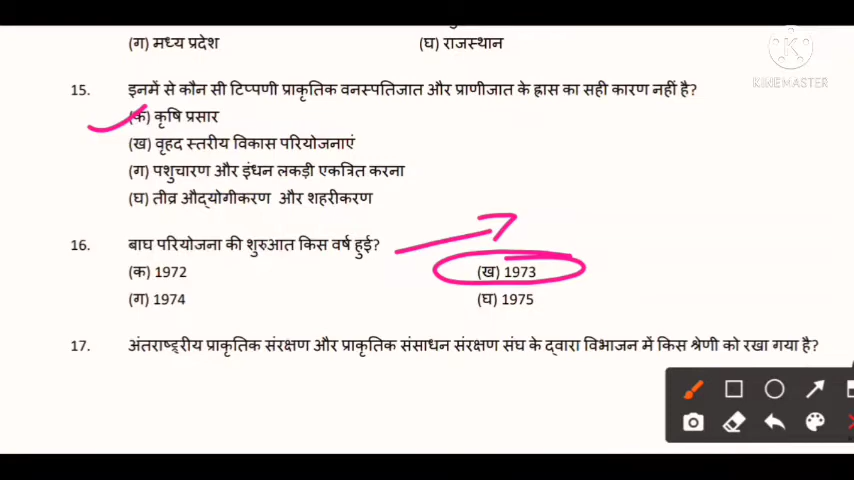 (ग) मध्य प्रदेश (घ) राजस्थान
KINEMASTER
15. इनमें से कौन सी टिप्पणी प्राकृतिक वनस्पतिजात और प्राणीजात के ह्रास का सही कारण नहीं है?
(क) कृषि प्रसार
(ख) वृहद स्तरीय विकास परियोजनाएं
(ग) पशुचारण और इंधन लकड़ी एकत्रित करना
(घ) तीव्र औद्योगीकरण और शहरीकरण
16. बाघ परियोजना की शुरुआत किस वर्ष हुई?
(क) 1972 (ख) 1973
(ग) 1974 (घ) 1975
17. अंतराष्ट्रीय प्राकृतिक संरक्षण और प्राकृतिक संसाधन संरक्षण संघ के द्वारा विभाजन में किस श्रेणी को रखा गया है?